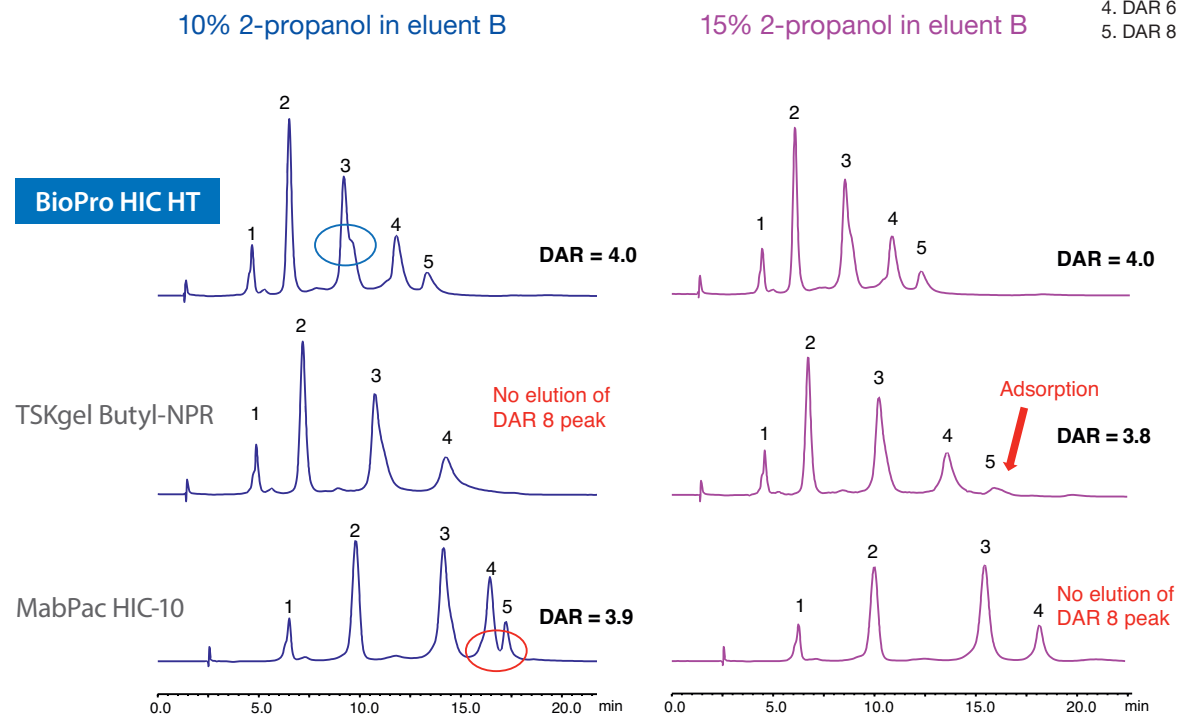 10% 2-propanol in eluent B
15% 2-propanol in eluent B
4. DAR 6
5. DAR 8
BioPro HIC HT
1
2
3
4
5
DAR = 4.0
1
2
3
4
5
DAR = 4.0
TSKgel Butyl-NPR
1
2
3
4
No elution of
DAR 8 peak
1
2
3
4
5
Adsorption
DAR = 3.8
MabPac HIC-10
1
2
3
4
5
DAR = 3.9
1
2
3
4
No elution of
DAR 8 peak
0.0 5.0 10.0 15.0 20.0 min
0.0 5.0 10.0 15.0 20.0 min